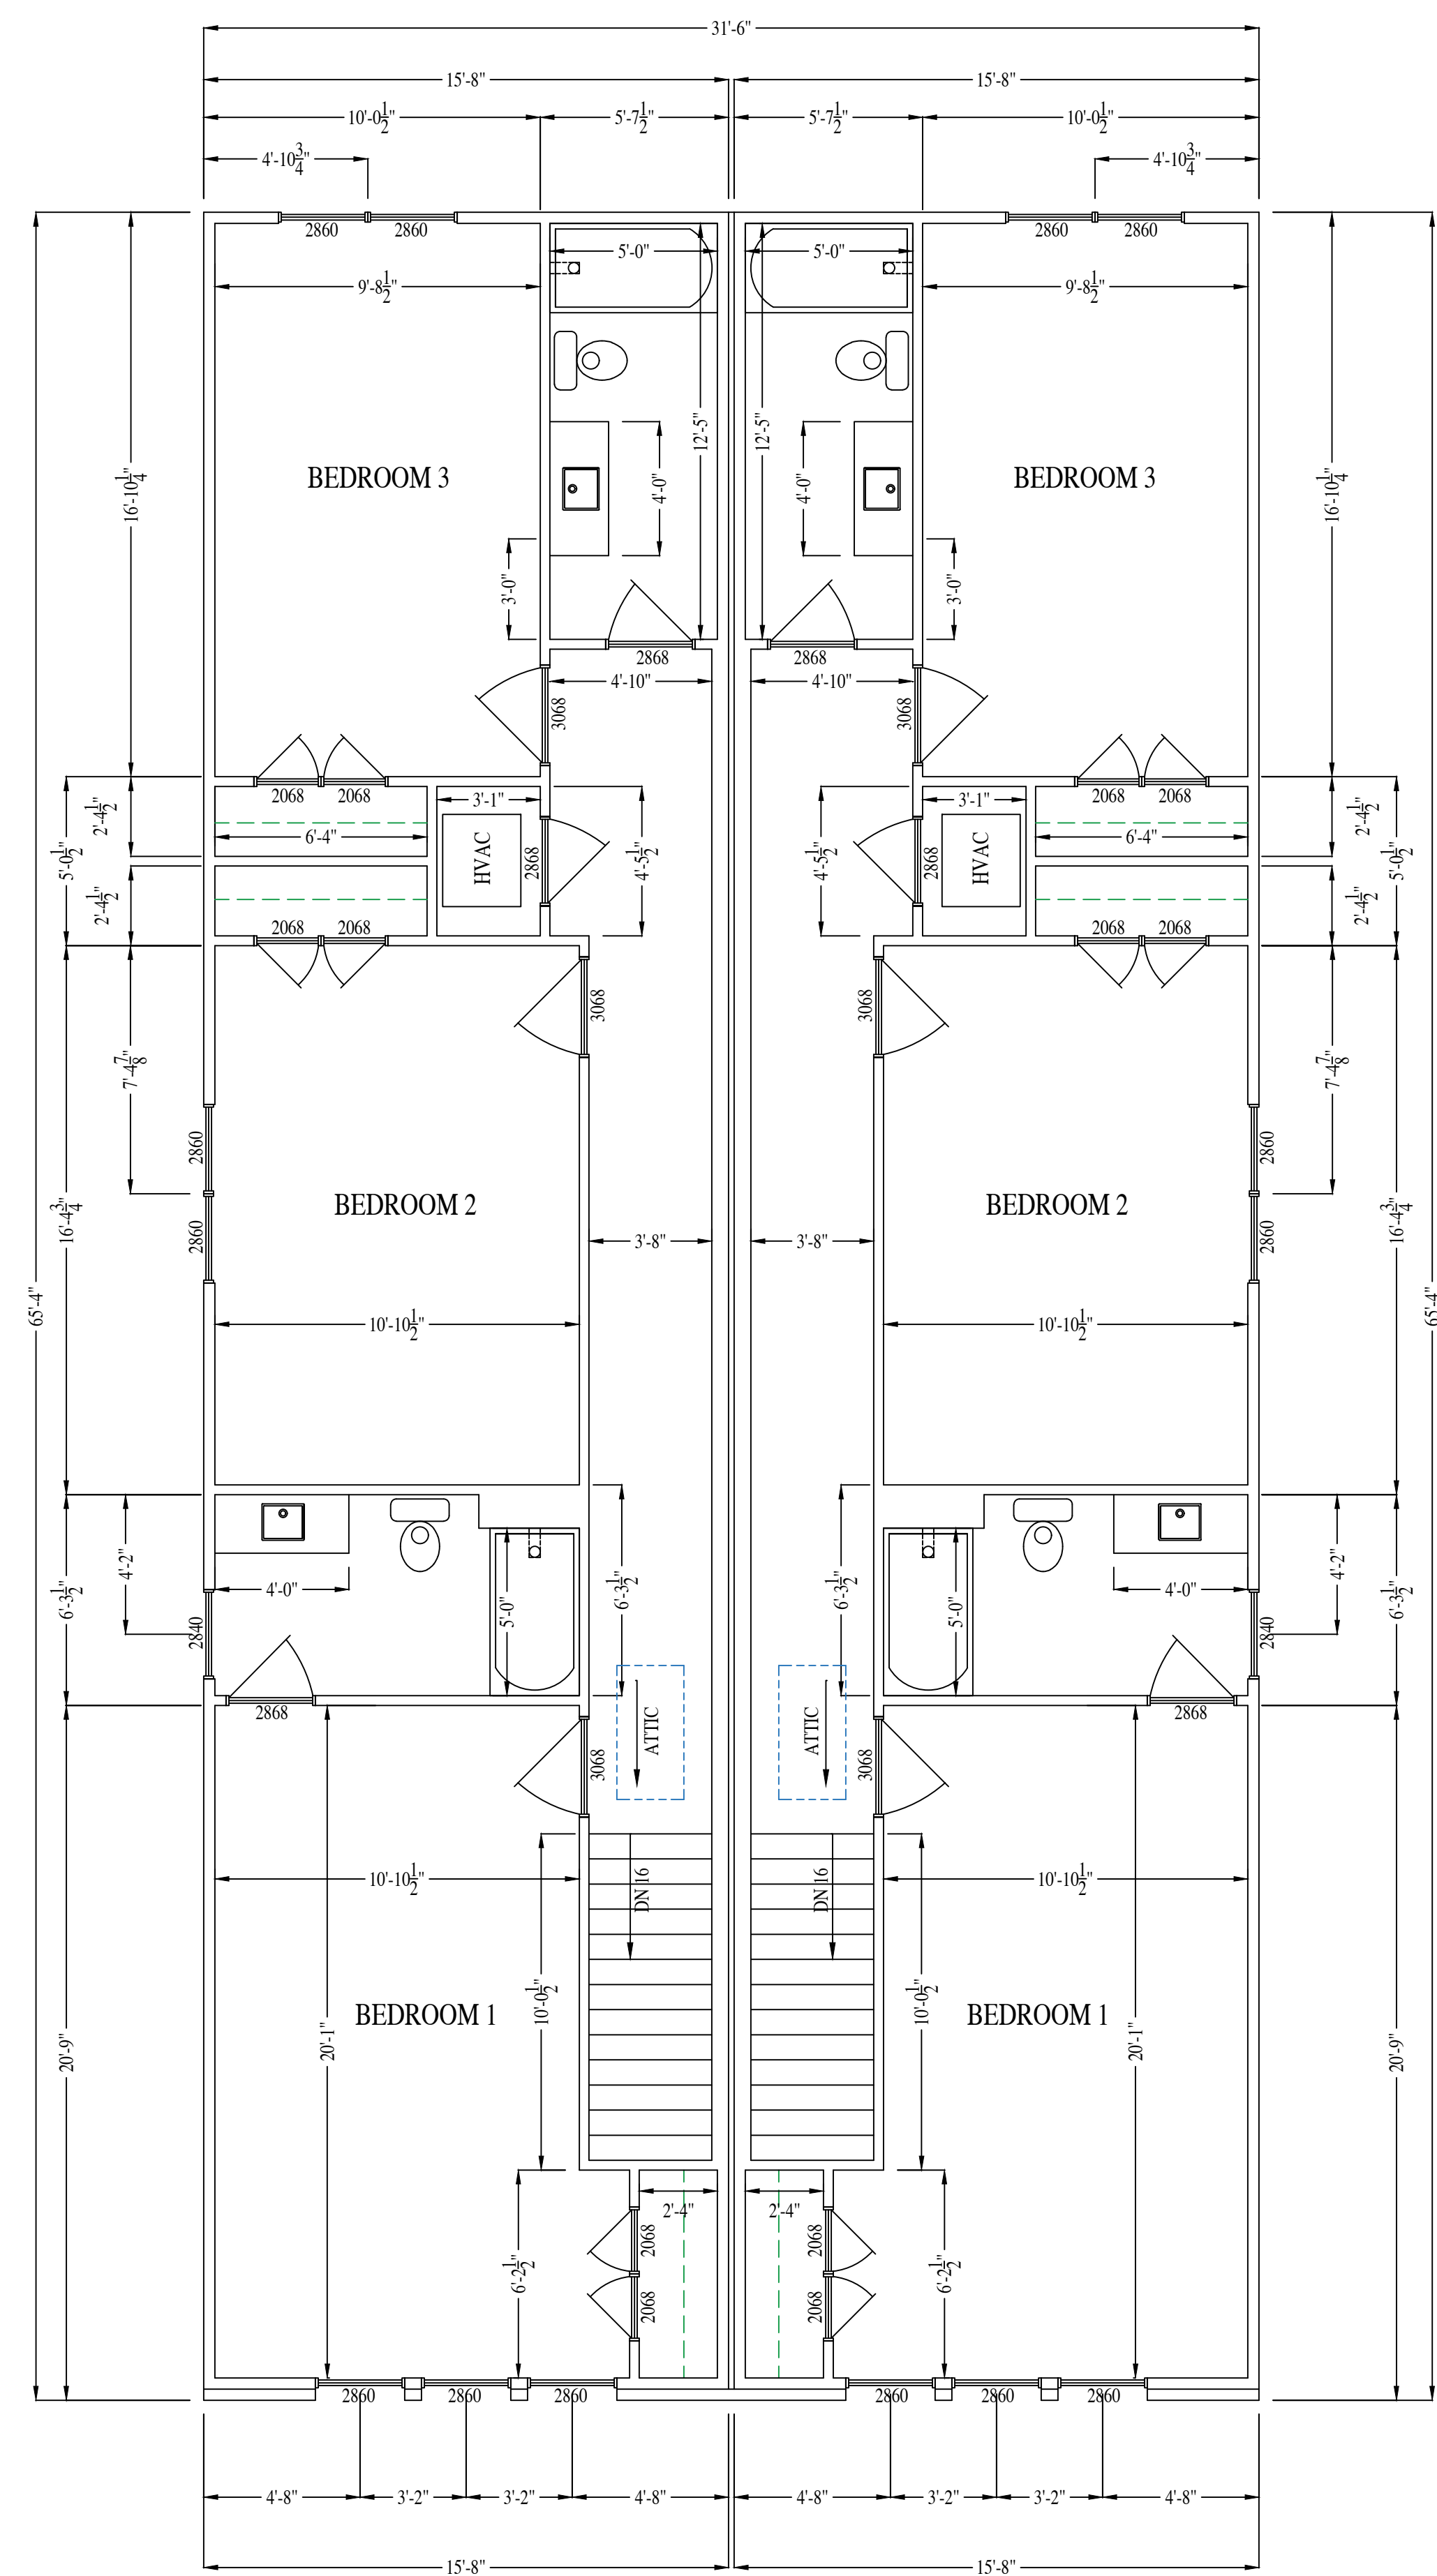 31'-6"
15'-8" 15'-8"
10'-0 1/2" 5'-7 1/2" 5'-7 1/2" 10'-0 1/2"
4'-10 3/4" 4'-10 3/4"
2860 2860 2860 2860
5'-0" 5'-0"
9'-8 1/2" 9'-8 1/2"
12'-5" 12'-5"
BEDROOM 3 BEDROOM 3
4'-0" 4'-0"
16'-10 1/4" 16'-10 1/4"
3'-0" 3'-0"
2868 2868
4'-10" 4'-10"
3068 3068
2068 2068 2068 2068
3'-1" 3'-1"
2'-4 1/2" 2'-4 1/2"
6'-4" 6'-4"
HVAC 2868 4'-5 1/2" 4'-5 1/2" 2868 HVAC
5'-0 1/2" 5'-0 1/2"
2'-4 1/2" 2'-4 1/2"
2068 2068 2068 2068
3068 3068
7'-4 7/8" 7'-4 7/8"
2860 2860
BEDROOM 2 BEDROOM 2
16'-4 3/4" 16'-4 3/4"
2860 3'-8" 3'-8" 2860
65'-4" 65'-4"
10'-10 1/2" 10'-10 1/2"
4'-2" 4'-2"
4'-0" 4'-0"
6'-3 1/2" 6'-3 1/2" 6'-3 1/2" 6'-3 1/2"
5'-0" 5'-0"
2840 2840
2868 2868
ATTIC ATTIC
3068 3068
10'-10 1/2" 10'-10 1/2"
DN 16 DN 16
10'-0 1/2" 10'-0 1/2"
BEDROOM 1 BEDROOM 1
20'-9" 20'-1" 20'-1" 20'-9"
2'-4" 2'-4"
2068 2068
6'-2 1/2" 6'-2 1/2"
2068 2068
2860 2860 2860 2860 2860 2860
4'-8" 3'-2" 3'-2" 4'-8" 4'-8" 3'-2" 3'-2" 4'-8"
15'-8" 15'-8"